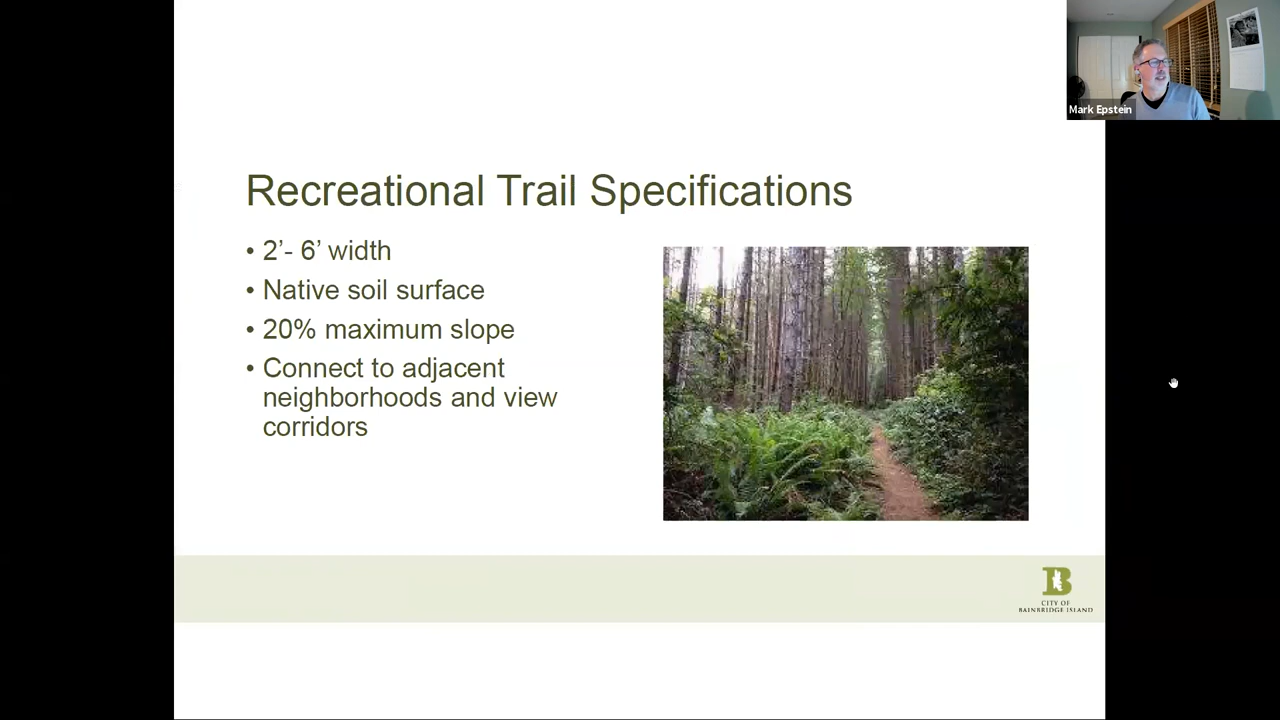 Mark Epstein
Recreational Trail Specifications
• 2’- 6’ width
• Native soil surface
• 20% maximum slope
• Connect to adjacent
neighborhoods and view
corridors
B
CITY OF
BAINBRIDGE ISLAND